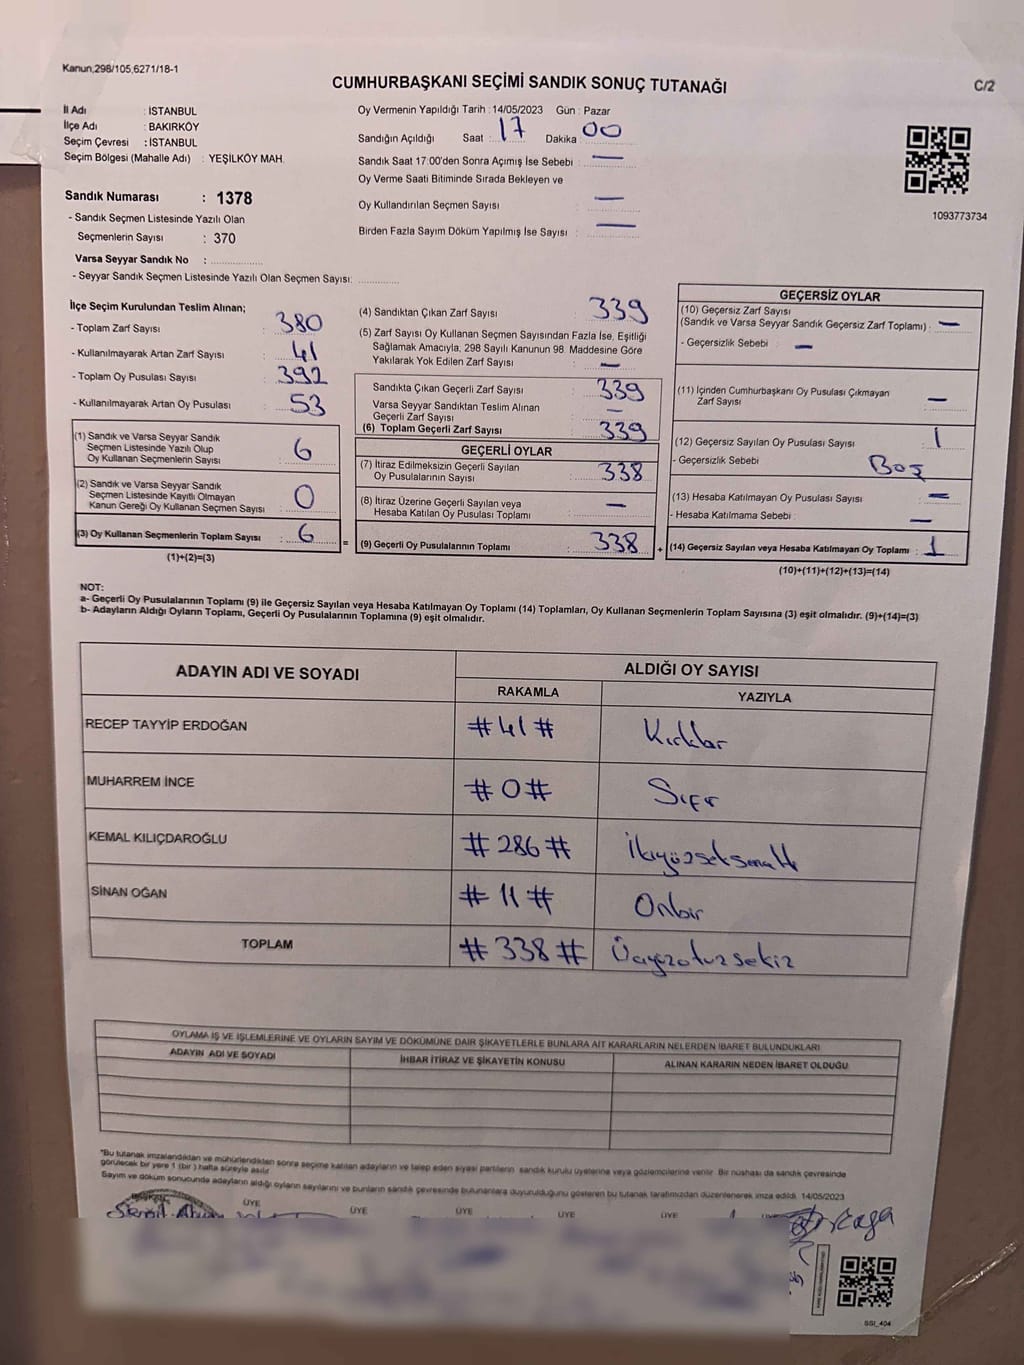 Kanun,298/105,6271/18-1
CUMHURBAŞKANI SEÇİMİ SANDIK SONUÇ TUTANAĞI
C/2
İl Adı : İSTANBUL
İlçe Adı : BAKIRKÖY
Seçim Çevresi : İSTANBUL
Seçim Bölgesi (Mahalle Adı) : YEŞİLKÖY MAH.
Sandık Numarası : 1378
- Sandık Seçmen Listesinde Yazılı Olan
Seçmenlerin Sayısı : 370
Varsa Seyyar Sandık No :
- Seyyar Sandık Seçmen Listesinde Yazılı Olan Seçmen Sayısı:
Oy Vermenin Yapıldığı Tarih : 14/05/2023 Gün : Pazar
Sandığın Açıldığı Saat : 17 Dakika : 00
Sandık Saat 17:00'den Sonra Açımış İse Sebebi : —
Oy Verme Saati Bitiminde Sırada Bekleyen ve
Oy Kullandırılan Seçmen Sayısı : —
Birden Fazla Sayım Döküm Yapılmış İse Sayısı : —
1093773734
İlçe Seçim Kurulundan Teslim Alınan;
- Toplam Zarf Sayısı : 380
- Kullanılmayarak Artan Zarf Sayısı : 41
- Toplam Oy Pusulası Sayısı : 392
- Kullanılmayarak Artan Oy Pusulası : 53
(1) Sandık ve Varsa Seyyar Sandık
Seçmen Listesinde Yazılı Olup
Oy Kullanan Seçmenlerin Sayısı : 6
(2) Sandık ve Varsa Seyyar Sandık
Seçmen Listesinde Kayıtlı Olmayan
Kanun Gereği Oy Kullanan Seçmen Sayısı : 0
(3) Oy Kullanan Seçmenlerin Toplam Sayısı : 6
(1)+(2)=(3)
=
(4) Sandıktan Çıkan Zarf Sayısı : 339
(5) Zarf Sayısı Oy Kullanan Seçmen Sayısından Fazla İse, Eşitliği
Sağlamak Amacıyla, 298 Sayılı Kanunun 98. Maddesine Göre
Yakılarak Yok Edilen Zarf Sayısı : —
Sandıkta Çıkan Geçerli Zarf Sayısı : 339
Varsa Seyyar Sandıktan Teslim Alınan
Geçerli Zarf Sayısı : —
(6) Toplam Geçerli Zarf Sayısı : 339
GEÇERLİ OYLAR
(7) İtiraz Edilmeksizin Geçerli Sayılan
Oy Pusulalarının Sayısı : 338
(8) İtiraz Üzerine Geçerli Sayılan veya
Hesaba Katılan Oy Pusulası Toplamı : —
(9) Geçerli Oy Pusulalarının Toplamı : 338
+
GEÇERSİZ OYLAR
(10) Geçersiz Zarf Sayısı
(Sandık ve Varsa Seyyar Sandık Geçersiz Zarf Toplamı) : —
- Geçersizlik Sebebi : —
(11) İçinden Cumhurbaşkanı Oy Pusulası Çıkmayan
Zarf Sayısı : —
(12) Geçersiz Sayılan Oy Pusulası Sayısı : 1
- Geçersizlik Sebebi : Boş
(13) Hesaba Katılmayan Oy Pusulası Sayısı : —
- Hesaba Katılmama Sebebi : —
(14) Geçersiz Sayılan veya Hesaba Katılmayan Oy Toplamı : 1
(10)+(11)+(12)+(13)=(14)
NOT:
a- Geçerli Oy Pusulalarının Toplamı (9) ile Geçersiz Sayılan veya Hesaba Katılmayan Oy Toplamı (14) Toplamları, Oy Kullanan Seçmenlerin Toplam Sayısına (3) eşit olmalıdır. (9)+(14)=(3)
b- Adayların Aldığı Oyların Toplamı, Geçerli Oy Pusulalarının Toplamına (9) eşit olmalıdır.
ADAYIN ADI VE SOYADI
ALDIĞI OY SAYISI
RAKAMLA YAZIYLA
RECEP TAYYİP ERDOĞAN #41# Kırkbir
MUHARREM İNCE #0# Sıfır
KEMAL KILIÇDAROĞLU #286# İkiyüzseksenaltı
SİNAN OĞAN #11# Onbir
TOPLAM #338# Üçyüzotuzsekiz
OYLAMA İŞ VE İŞLEMLERİNE VE OYLARIN SAYIM VE DÖKÜMÜNE DAİR ŞİKAYETLERLE BUNLARA AİT KARARLARIN NELERDEN İBARET BULUNDUKLARI
ADAYIN ADI VE SOYADI İHBAR İTİRAZ VE ŞİKAYETİN KONUSU ALINAN KARARIN NEDEN İBARET OLDUĞU
*Bu tutanak imzalandıktan ve mühürlendikten sonra seçime katılan adayların ve talep eden siyasi partilerin sandık kurulu üyelerine veya gözlemcilerine verilir. Bir nüshası da sandık çevresinde
görülecek bir yere 1 (bir) hafta süreyle asılır.
Sayım ve döküm sonucunda adayların aldığı oyların sayılarını ve bunların sandık çevresinde bulunanlara duyurulduğunu gösteren bu tutanak tarafımızdan düzenlenerek imza edildi. 14/05/2023
ÜYE ÜYE ÜYE ÜYE ÜYE
SSI_404